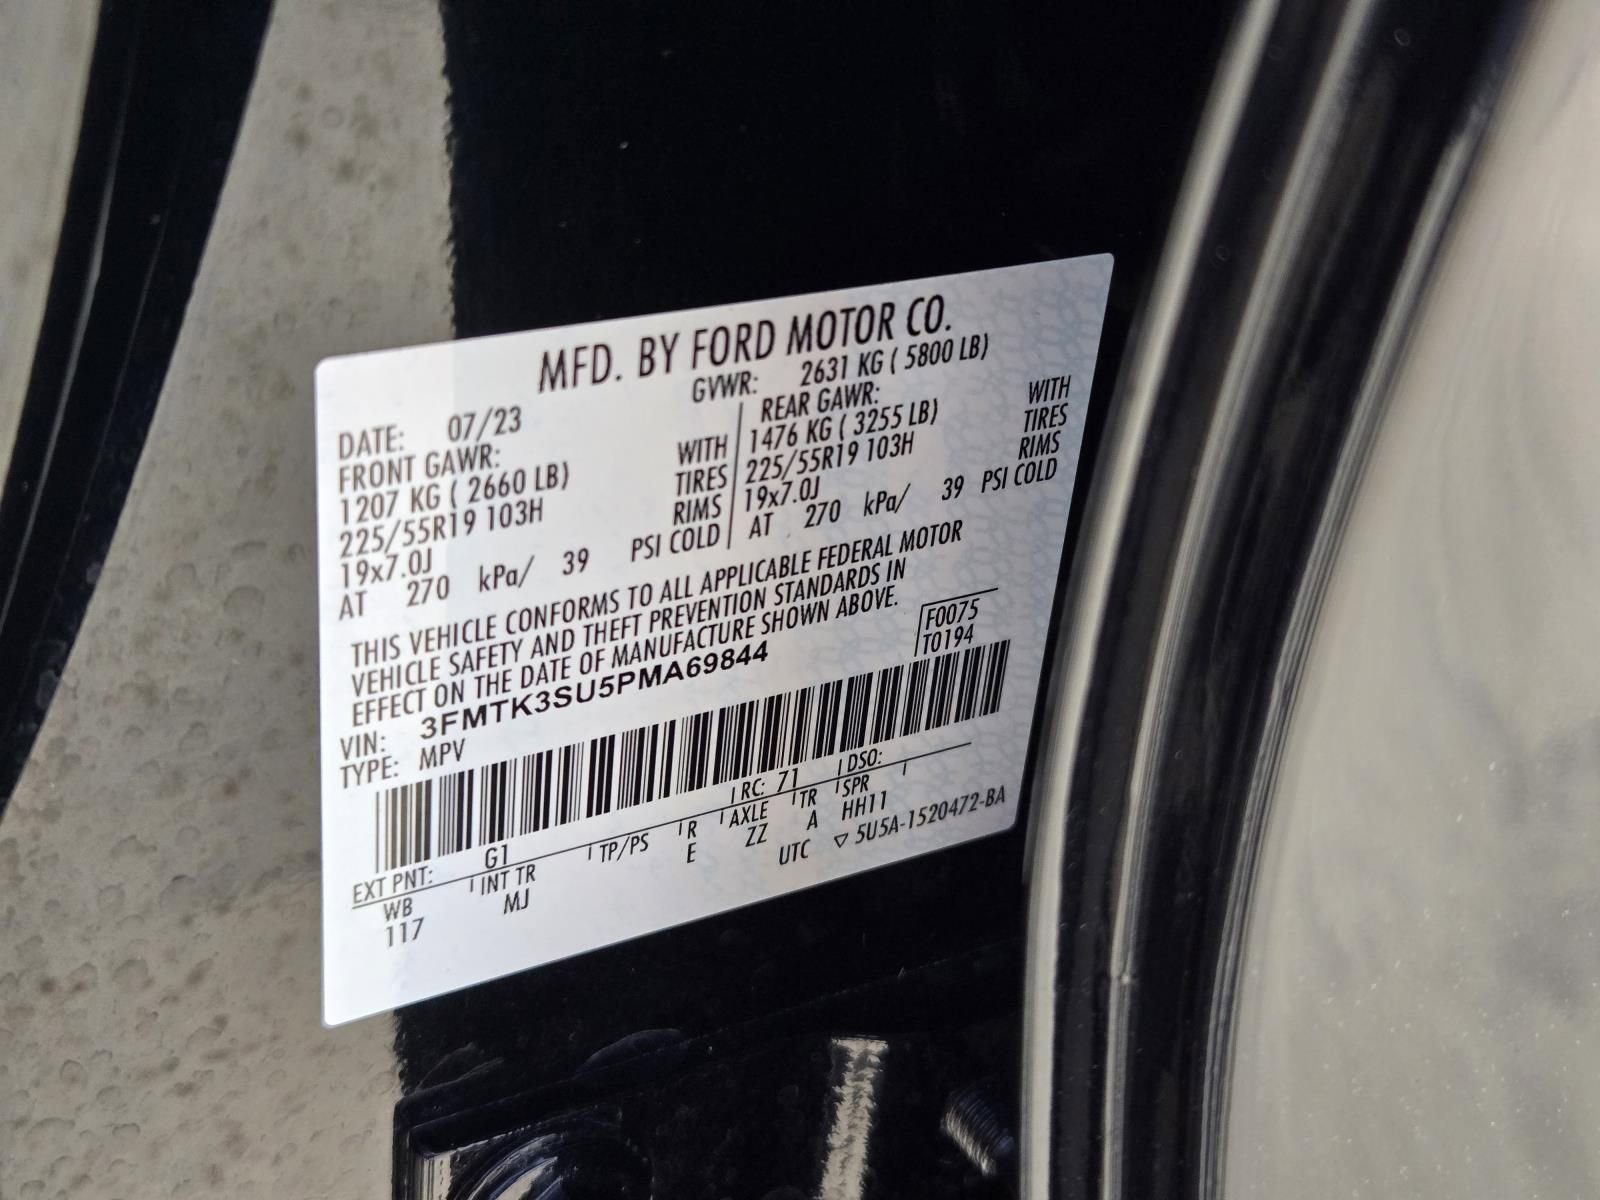 MFD. BY FORD MOTOR CO.
DATE: 07/23 GVWR: 2631 KG ( 5800 LB)
FRONT GAWR: REAR GAWR:
1207 KG ( 2660 LB) WITH 1476 KG ( 3255 LB) WITH
225/55R19 103H TIRES 225/55R19 103H TIRES
19x7.0J RIMS 19x7.0J RIMS
AT 270 kPa/ 39 PSI COLD AT 270 kPa/ 39 PSI COLD
THIS VEHICLE CONFORMS TO ALL APPLICABLE FEDERAL MOTOR
VEHICLE SAFETY AND THEFT PREVENTION STANDARDS IN
EFFECT ON THE DATE OF MANUFACTURE SHOWN ABOVE.
F0075
T0194
VIN: 3FMTK3SU5PMA69844
TYPE: MPV
EXT PNT: G1 RC: 71 DSO:
WB INT TR TP/PS R AXLE TR SPR
117 MJ E ZZ A HH11
UTC ▽ 5U5A-1520472-BA